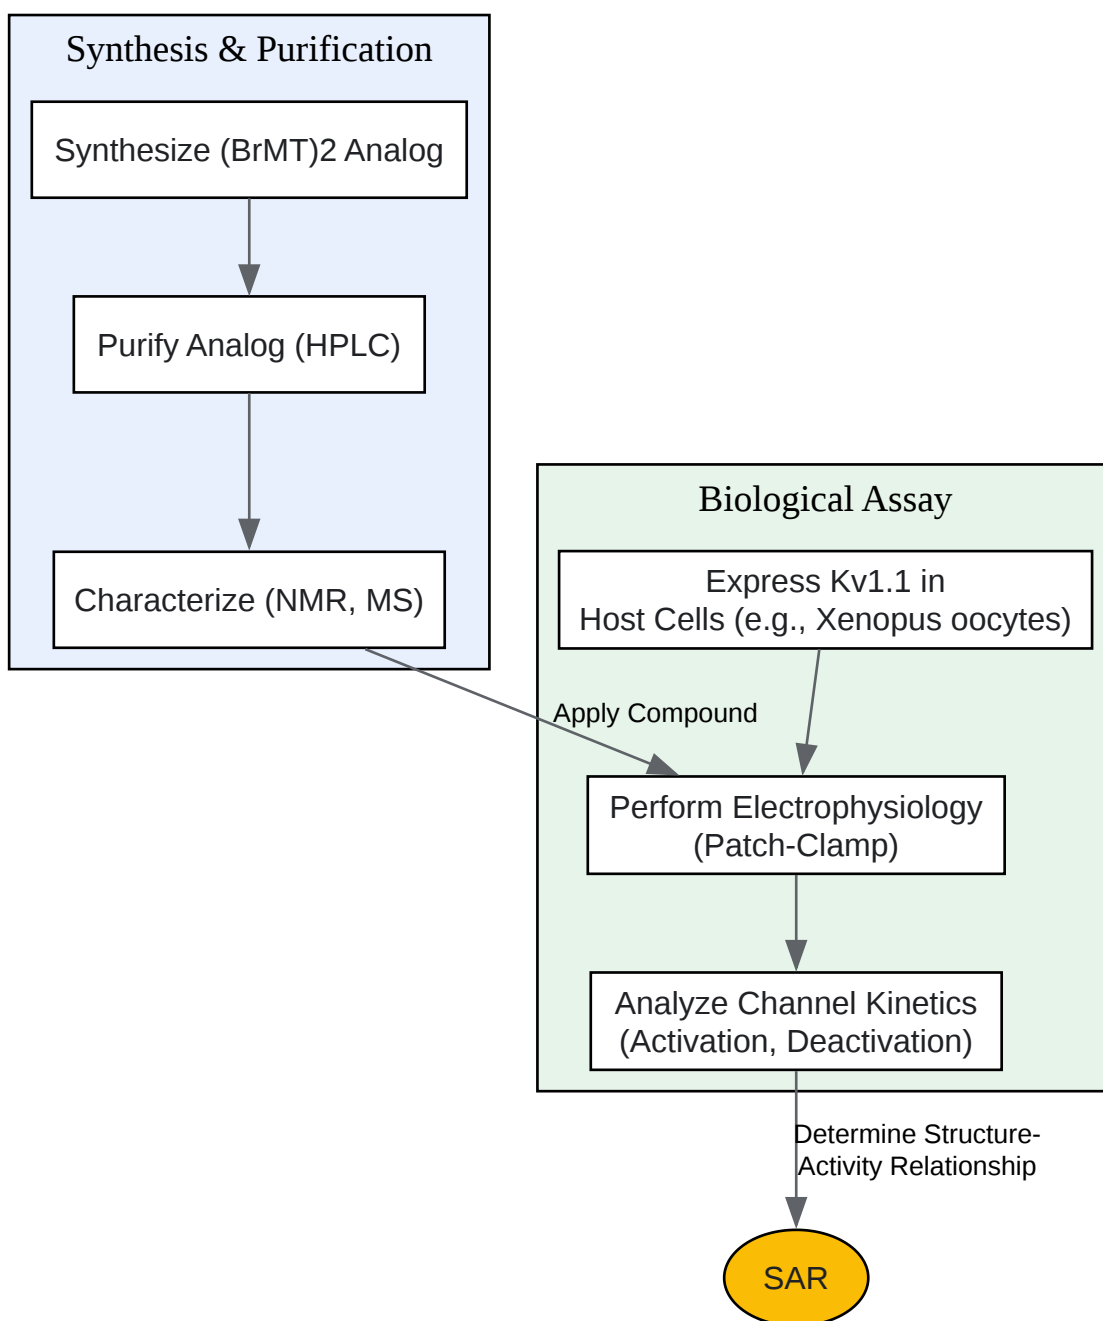 Synthesis & Purification
Synthesize (BrMT)2 Analog
Purify Analog (HPLC)
Characterize (NMR, MS)
Biological Assay
Express Kv1.1 in
Host Cells (e.g., Xenopus oocytes)
Apply Compound
Perform Electrophysiology
(Patch-Clamp)
Analyze Channel Kinetics
(Activation, Deactivation)
Determine Structure-
Activity Relationship
SAR